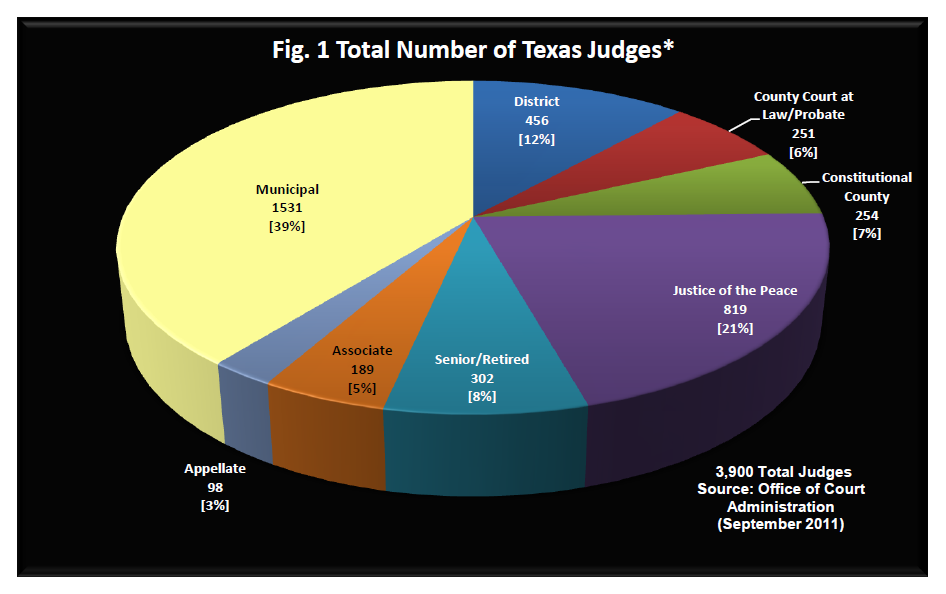 Fig. 1 Total Number of Texas Judges*
District
456
[12%]
County Court at
Law/Probate
251
[6%]
Constitutional
County
254
[7%]
Justice of the Peace
819
[21%]
Senior/Retired
302
[8%]
Associate
189
[5%]
Appellate
98
[3%]
Municipal
1531
[39%]
3,900 Total Judges
Source: Office of Court
Administration
(September 2011)